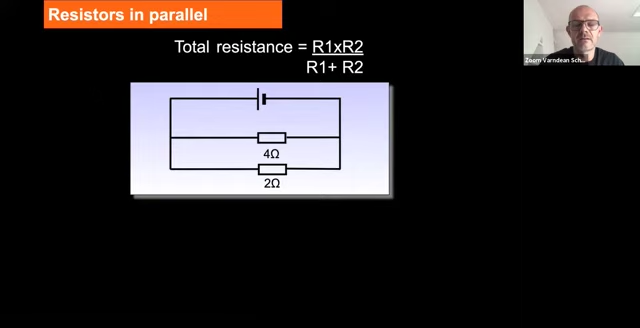 Resistors in parallel
Total resistance = R1xR2
R1+ R2
4Ω
2Ω
Zoom Varndean Sch...